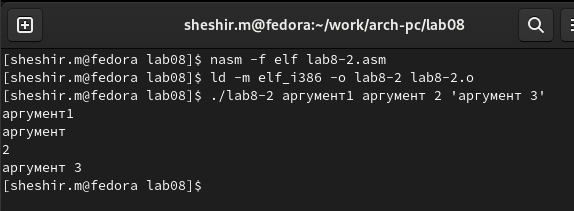 sheshir.m@fedora:~/work/arch-pc/lab08
[sheshir.m@fedora lab08]$ nasm -f elf lab8-2.asm
[sheshir.m@fedora lab08]$ ld -m elf_i386 -o lab8-2 lab8-2.o
[sheshir.m@fedora lab08]$ ./lab8-2 аргумент1 аргумент 2 'аргумент 3'
аргумент1
аргумент
2
аргумент 3
[sheshir.m@fedora lab08]$